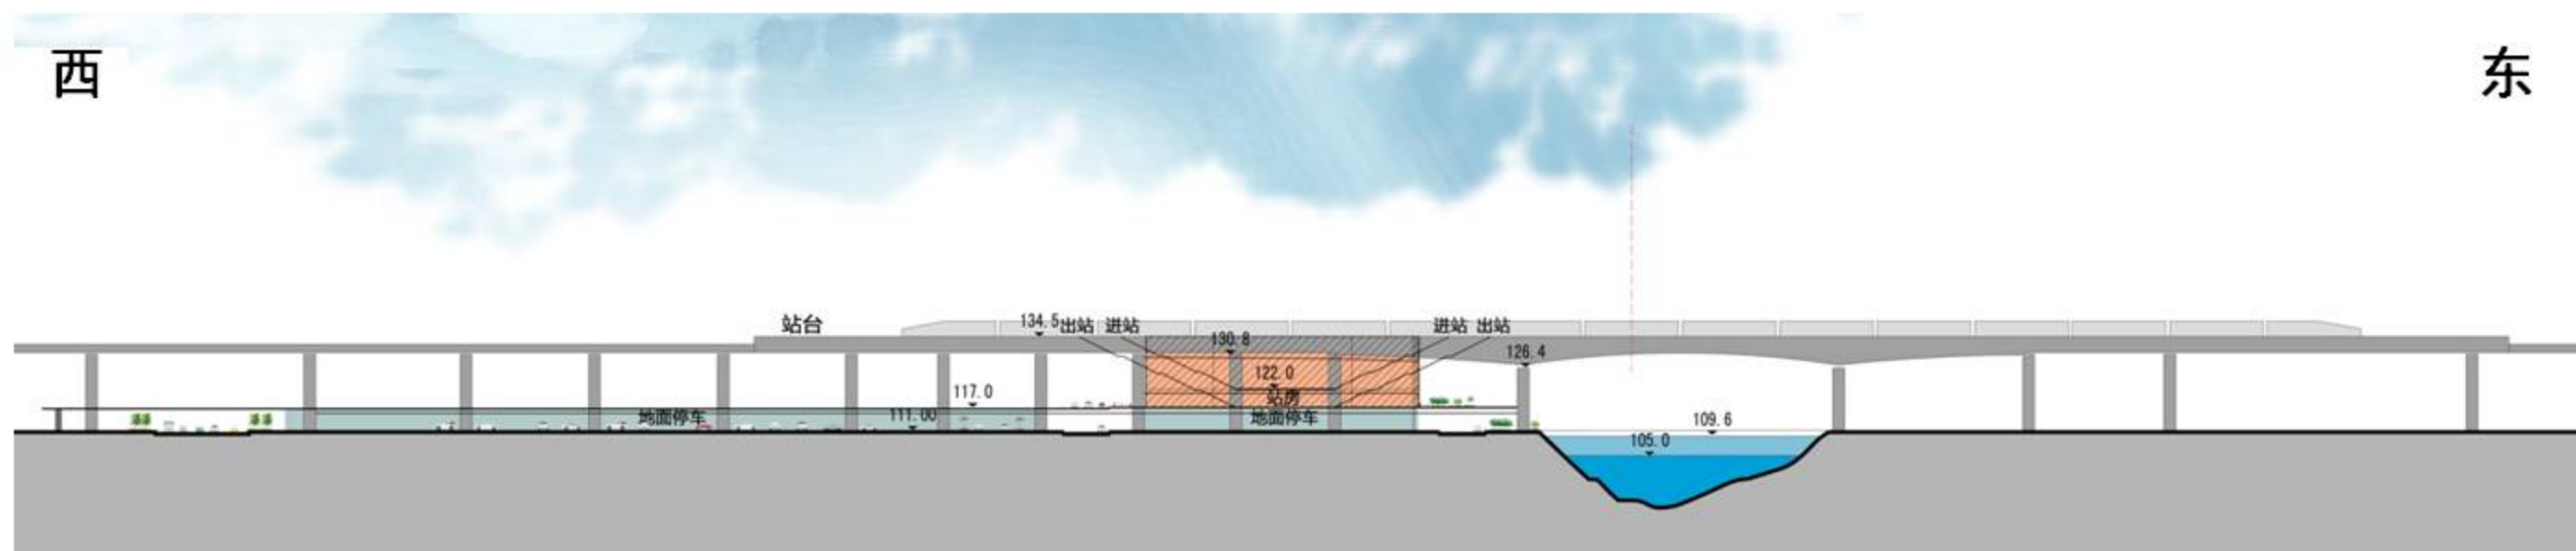 西
东
站台
134.5
出站 进站
进站 出站
130.8
126.4
122.0
117.0
站房
111.00
地面停车
地面停车
109.6
105.0